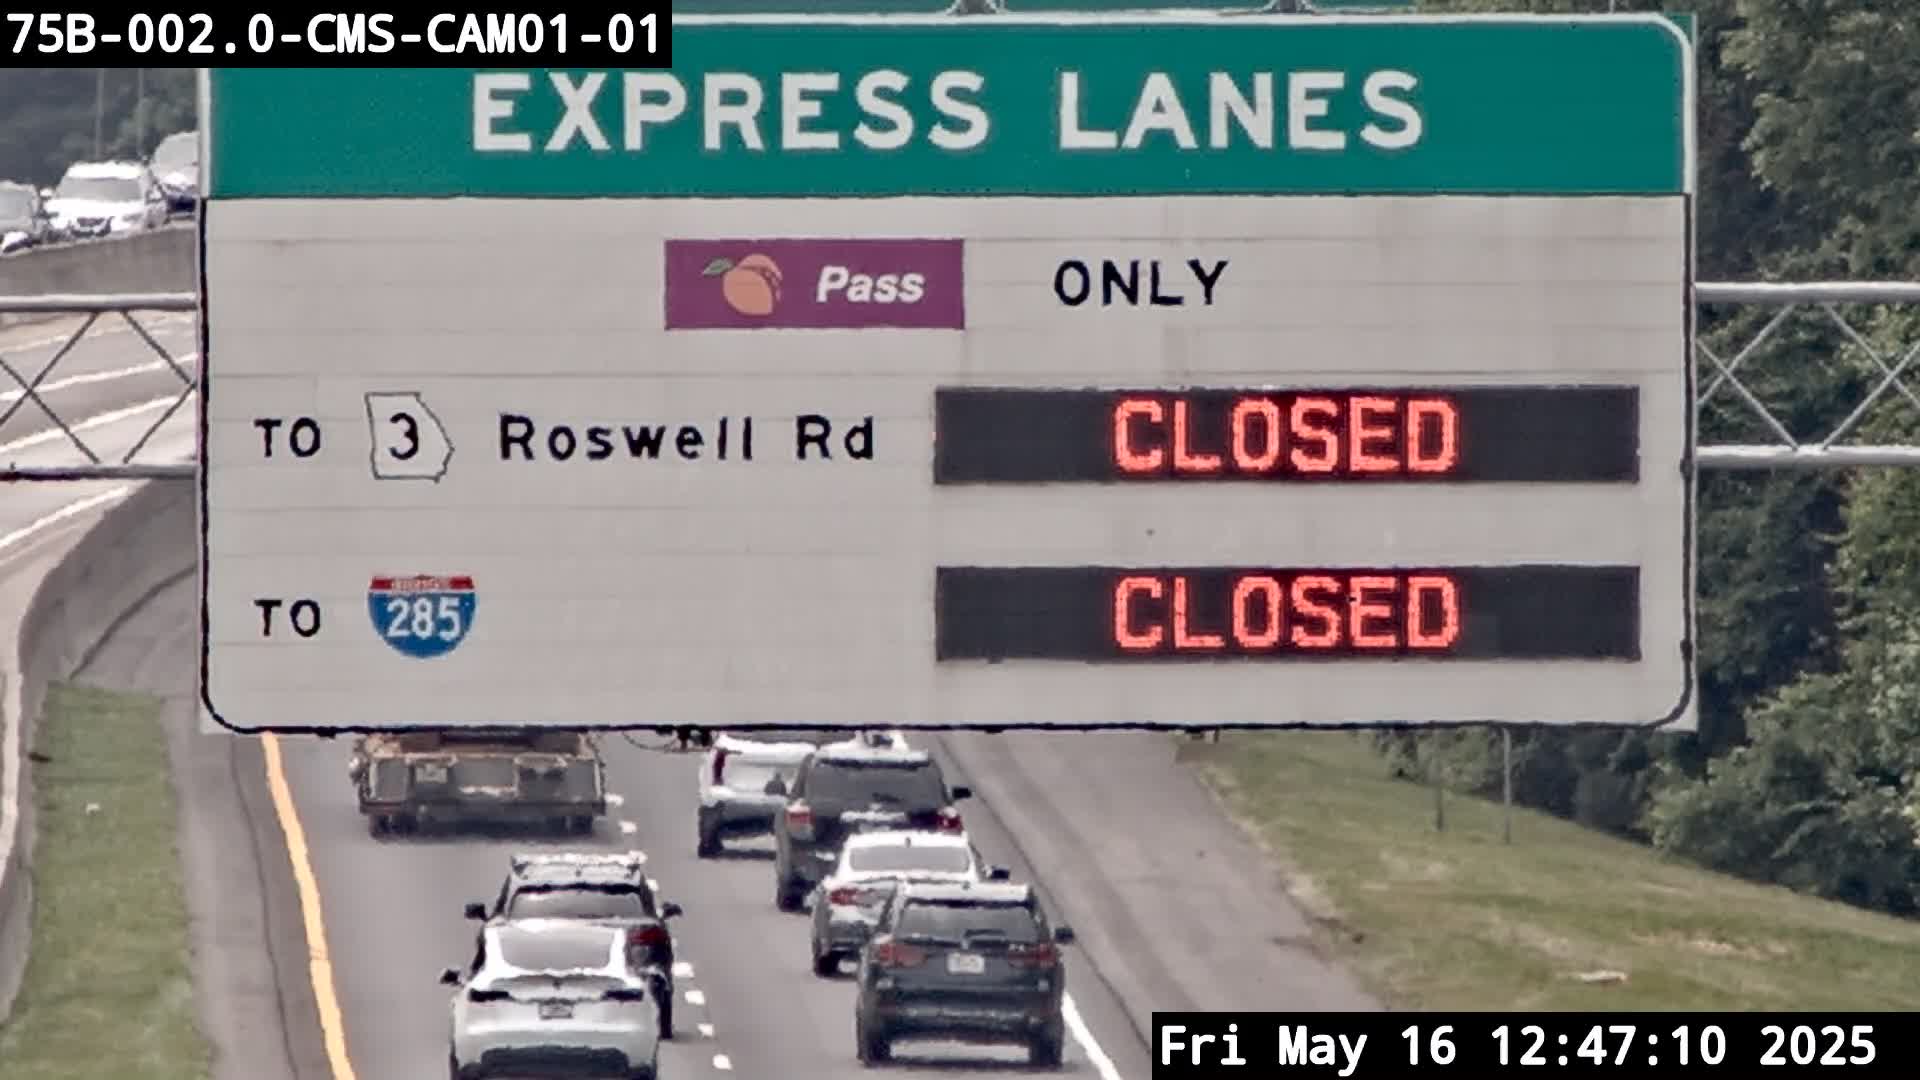 75B-002.0-CMS-CAM01-01
EXPRESS LANES
Pass ONLY
TO 3 Roswell Rd CLOSED
TO 285 CLOSED
Fri May 16 12:47:10 2025